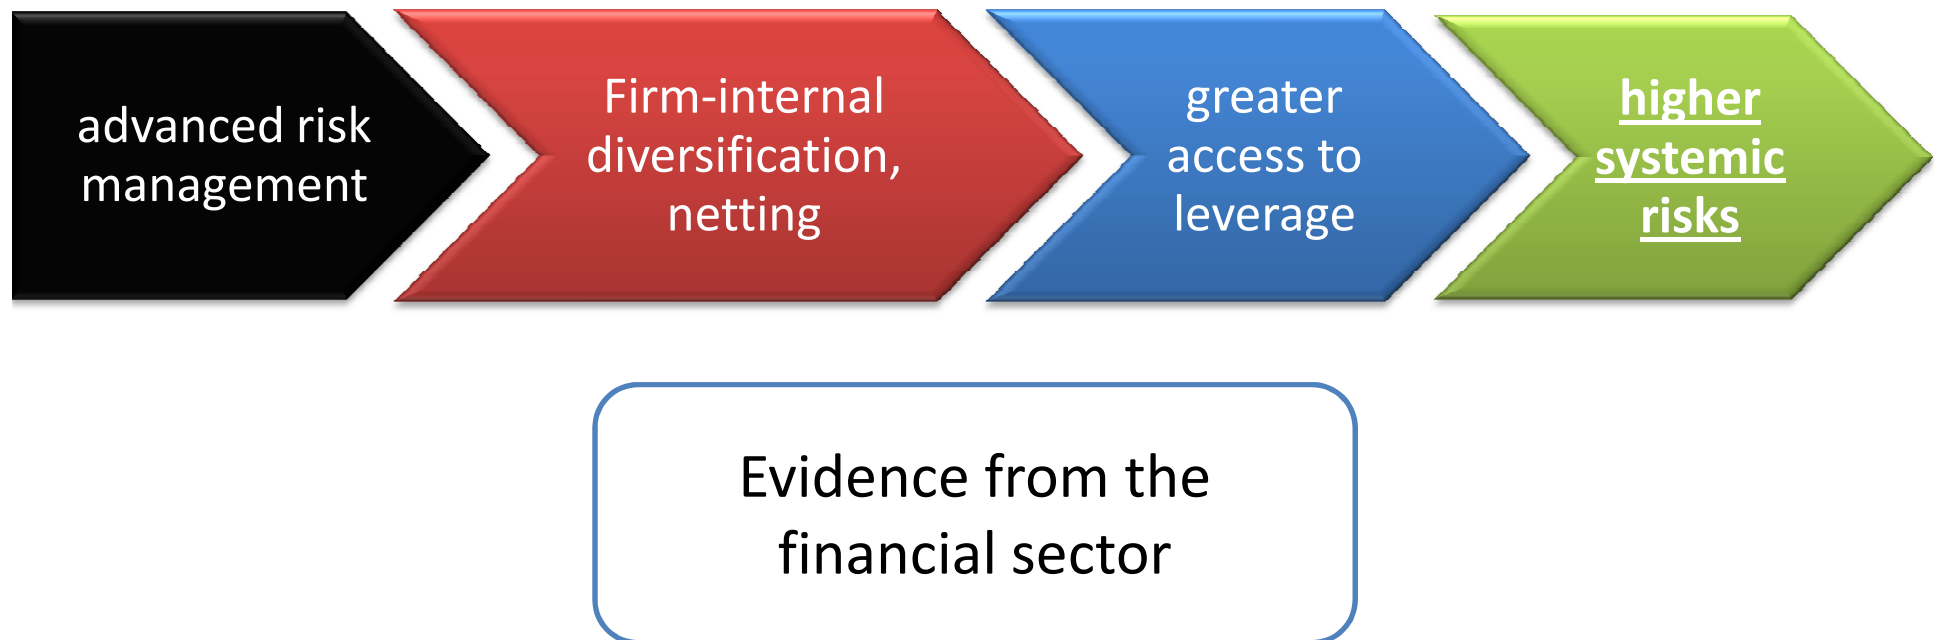 advanced risk
management
Firm-internal
diversification,
netting
greater
access to
leverage
higher
systemic
risks
Evidence from the
financial sector